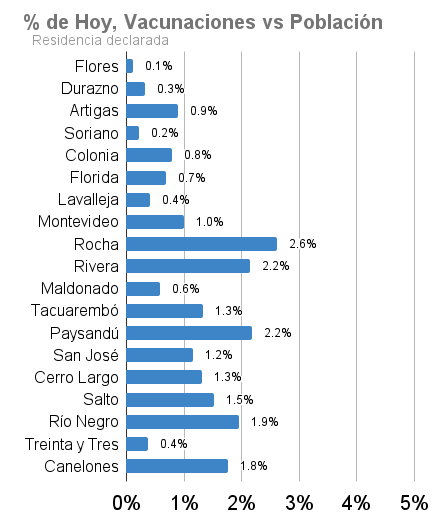 % de Hoy, Vacunaciones vs Población
Residencia declarada
Flores 0.1%
Durazno 0.3%
Artigas 0.9%
Soriano 0.2%
Colonia 0.8%
Florida 0.7%
Lavalleja 0.4%
Montevideo 1.0%
Rocha 2.6%
Rivera 2.2%
Maldonado 0.6%
Tacuarembó 1.3%
Paysandú 2.2%
San José 1.2%
Cerro Largo 1.3%
Salto 1.5%
Río Negro 1.9%
Treinta y Tres 0.4%
Canelones 1.8%
0% 1% 2% 3% 4% 5%